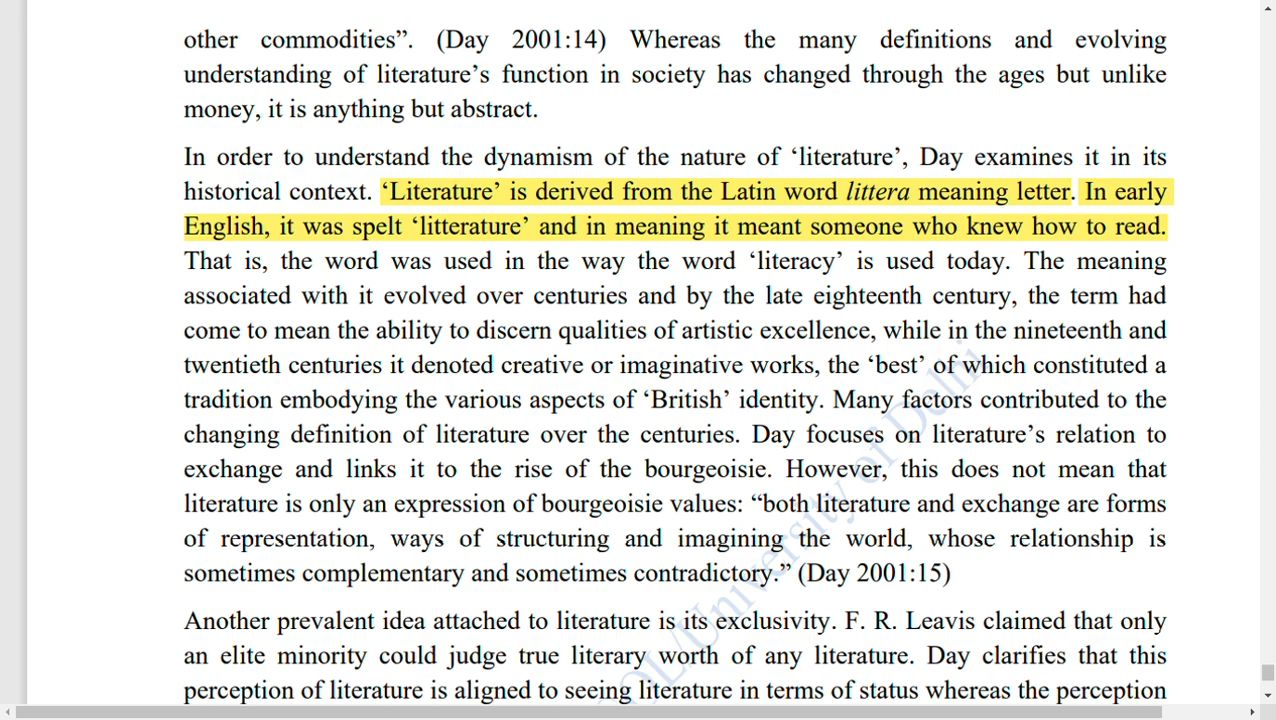 other commodities”. (Day 2001:14) Whereas the many definitions and evolving
understanding of literature’s function in society has changed through the ages but unlike
money, it is anything but abstract.
In order to understand the dynamism of the nature of ‘literature’, Day examines it in its
historical context. ‘Literature’ is derived from the Latin word littera meaning letter. In early
English, it was spelt ‘litterature’ and in meaning it meant someone who knew how to read.
That is, the word was used in the way the word ‘literacy’ is used today. The meaning
associated with it evolved over centuries and by the late eighteenth century, the term had
come to mean the ability to discern qualities of artistic excellence, while in the nineteenth and
twentieth centuries it denoted creative or imaginative works, the ‘best’ of which constituted a
tradition embodying the various aspects of ‘British’ identity. Many factors contributed to the
changing definition of literature over the centuries. Day focuses on literature’s relation to
exchange and links it to the rise of the bourgeoisie. However, this does not mean that
literature is only an expression of bourgeoisie values: “both literature and exchange are forms
of representation, ways of structuring and imagining the world, whose relationship is
sometimes complementary and sometimes contradictory.” (Day 2001:15)
Another prevalent idea attached to literature is its exclusivity. F. R. Leavis claimed that only
an elite minority could judge true literary worth of any literature. Day clarifies that this
perception of literature is aligned to seeing literature in terms of status whereas the perception
OL/University of Delhi